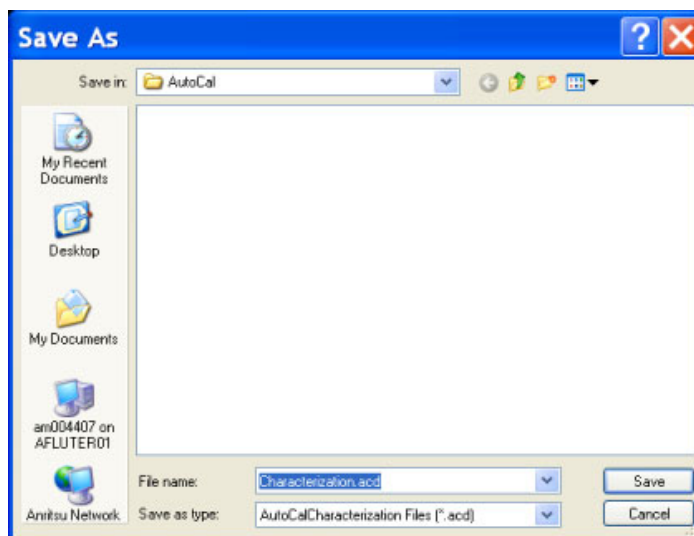 Save As
Save in: AutoCal
My Recent
Documents
Desktop
My Documents
am004407 on
AFLUTER01
Anritsu Network
File name: Characterization.acd Save
Save as type: AutoCalCharacterization Files (*.acd) Cancel